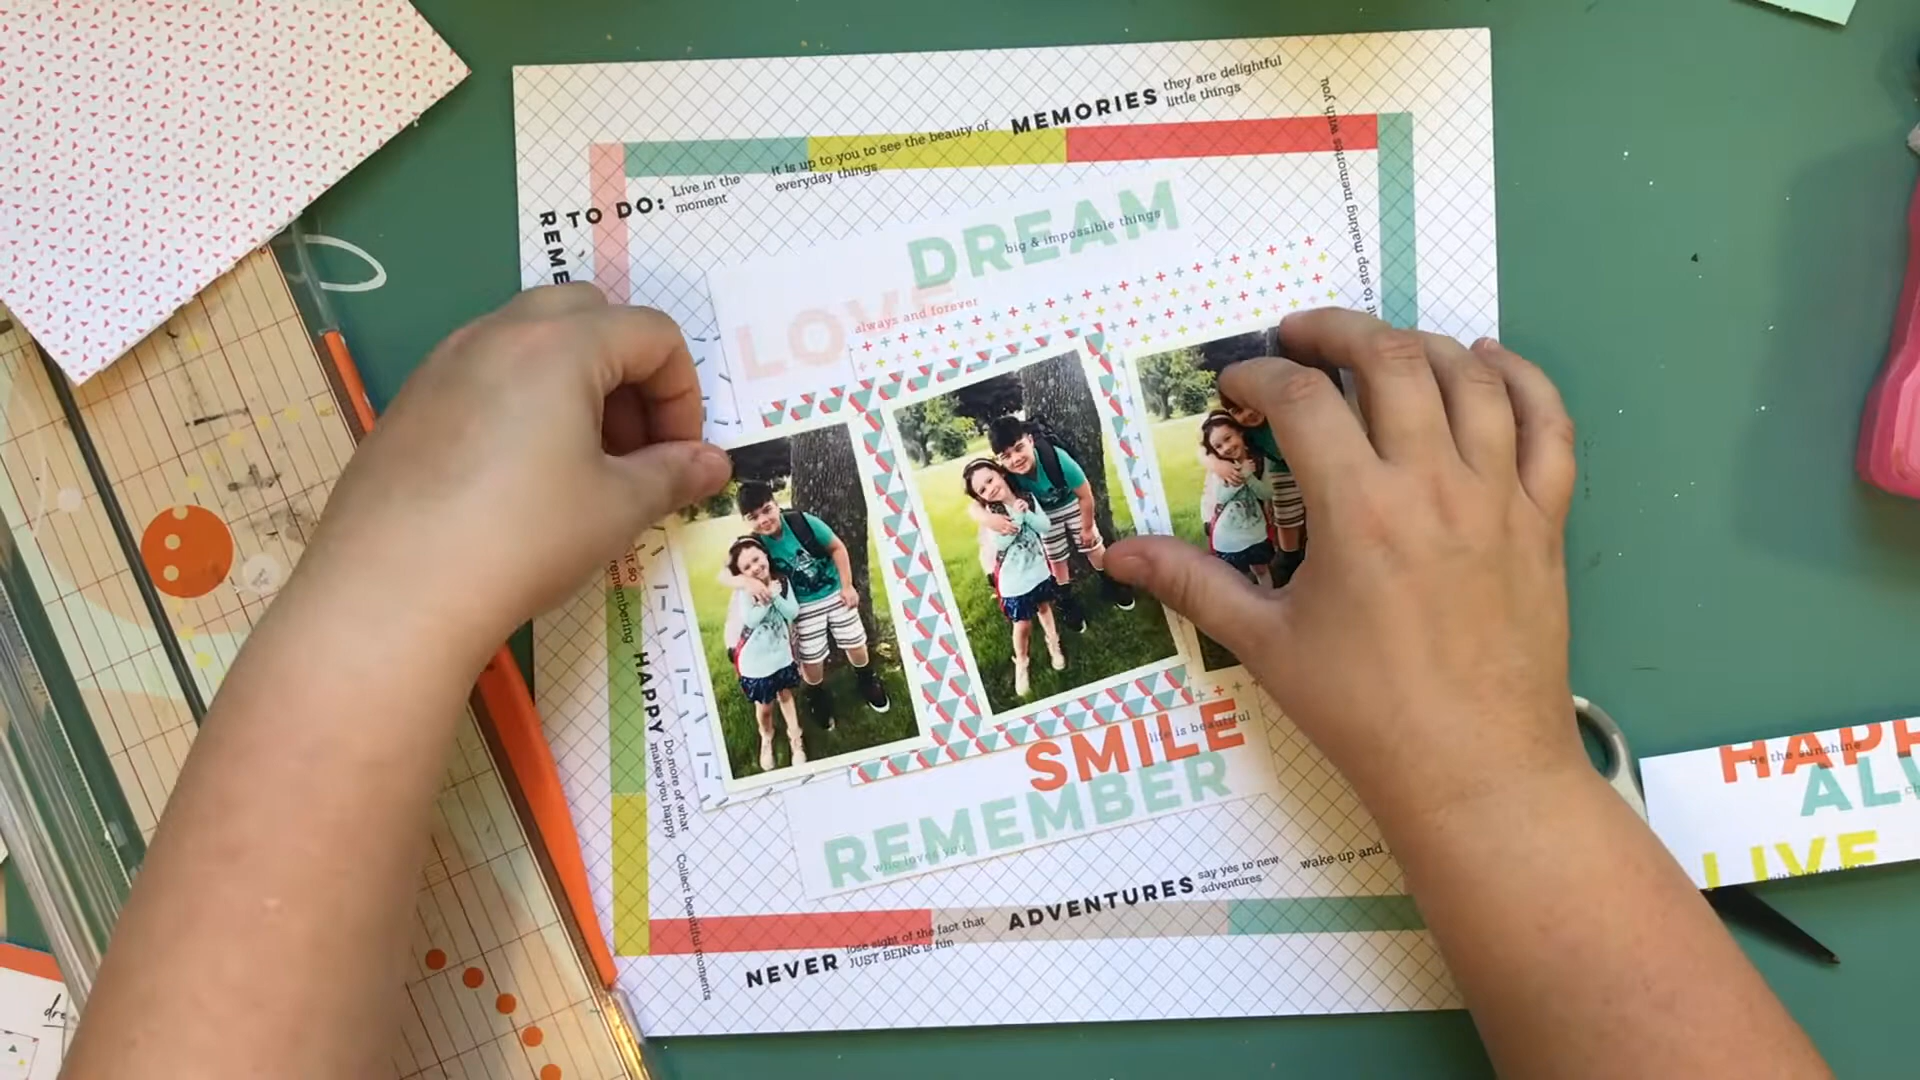 MEMORIES they are delightful
little things
it is up to you to see the beauty of
everyday things
TO DO: Live in the
moment
DREAM
big & impossible things
LOVE
always and forever
to stop making memories with you
it so
remembering
HAPPY Do more of what
makes you happy
Collect beautiful moments
SMILE
life is beautiful
REMEMBER
who loves you
ADVENTURES say yes to new
adventures
wake up and
NEVER lose sight of the fact that
JUST BEING is fun
be the sunshine
LIVE